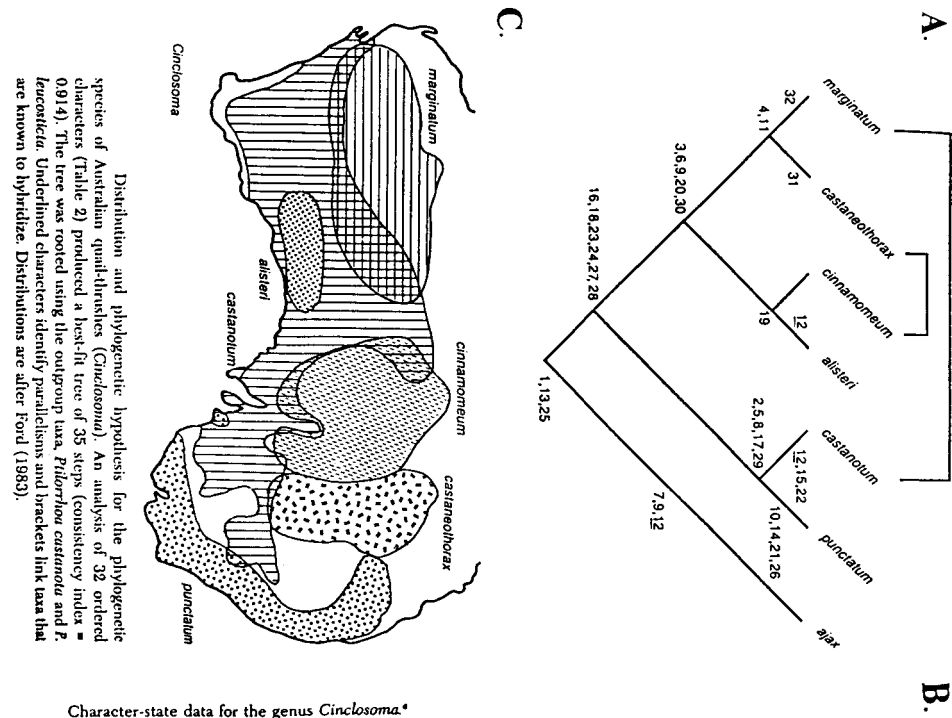 A.
B.
C.
marginatum
castaneothorax
cinnamomeum
alisteri
castanotum
punctatum
ajax
32
31
12
12,15,22
4,11
19
10,14,21,26
3,6,9,20,30
2,5,8,17,29
7,9,12
16,18,23,24,27,28
1,13,25
marginatum
cinnamomeum
castaneothorax
alisteri
castanotum
punctatum
Cinclosoma
Distribution and phylogenetic hypothesis for the phylogenetic
species of Australian quail-thrushes (Cinclosoma). An analysis of 32 ordered
characters (Table 2) produced a best-fit tree of 35 steps (consistency index =
0.914). The tree was rooted using the outgroup taxa, Ptilorrhoa castanota and P.
leucosticta. Underlined characters identify parallelisms and brackets link taxa that
are known to hybridize. Distributions are after Ford (1983).
Character-state data for the genus Cinclosoma.ᵃ